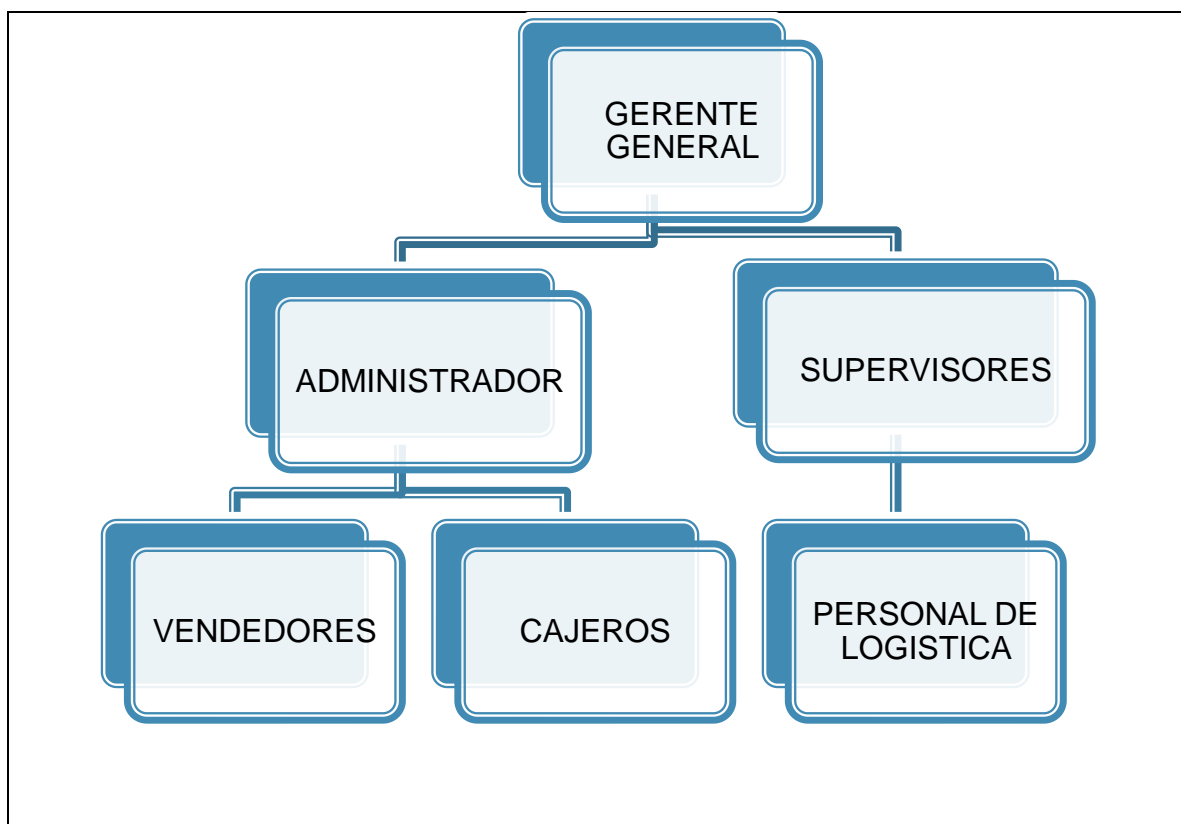 GERENTE
GENERAL
ADMINISTRADOR
SUPERVISORES
VENDEDORES
CAJEROS
PERSONAL DE
LOGISTICA